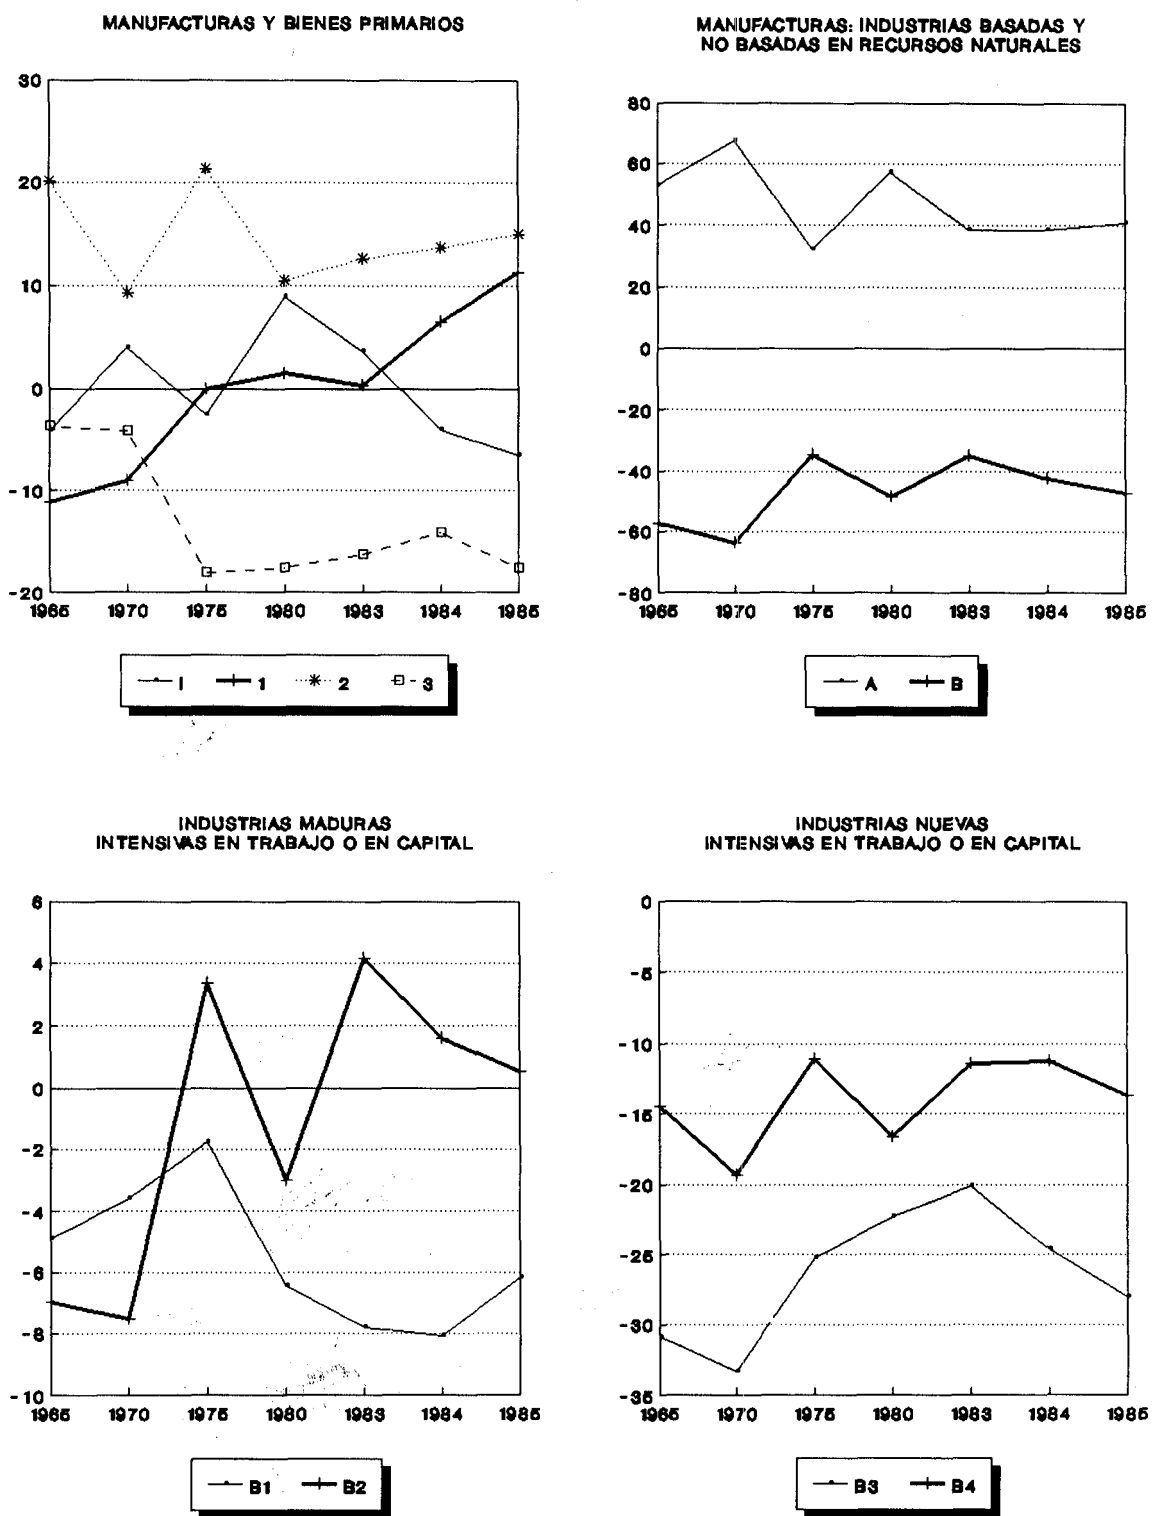 MANUFACTURAS Y BIENES PRIMARIOS
30
20
10
0
-10
-20
1965 1970 1975 1980 1983 1984 1985
I 1 2 3
MANUFACTURAS: INDUSTRIAS BASADAS Y
NO BASADAS EN RECURSOS NATURALES
80
60
40
20
0
-20
-40
-60
-80
1965 1970 1975 1980 1983 1984 1985
A B
INDUSTRIAS MADURAS
INTENSIVAS EN TRABAJO O EN CAPITAL
6
4
2
0
-2
-4
-6
-8
-10
1965 1970 1975 1980 1983 1984 1985
B1 B2
INDUSTRIAS NUEVAS
INTENSIVAS EN TRABAJO O EN CAPITAL
0
-5
-10
-15
-20
-25
-30
-35
1965 1970 1975 1980 1983 1984 1985
B3 B4